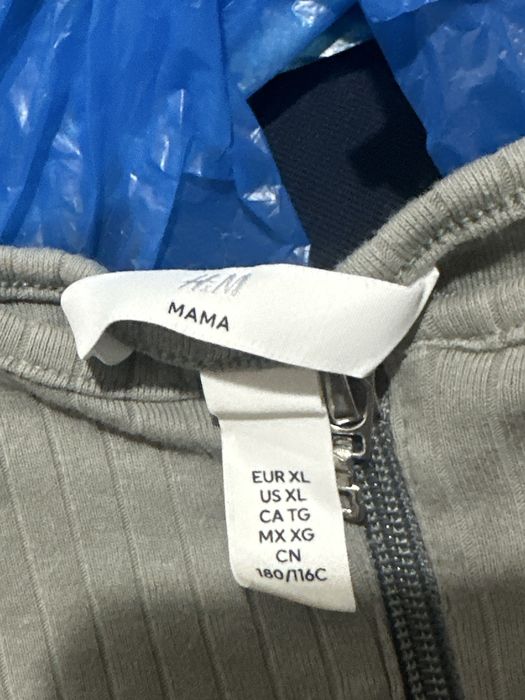 H&M
MAMA
EUR XL
US XL
CA TG
MX XG
CN
180/116C